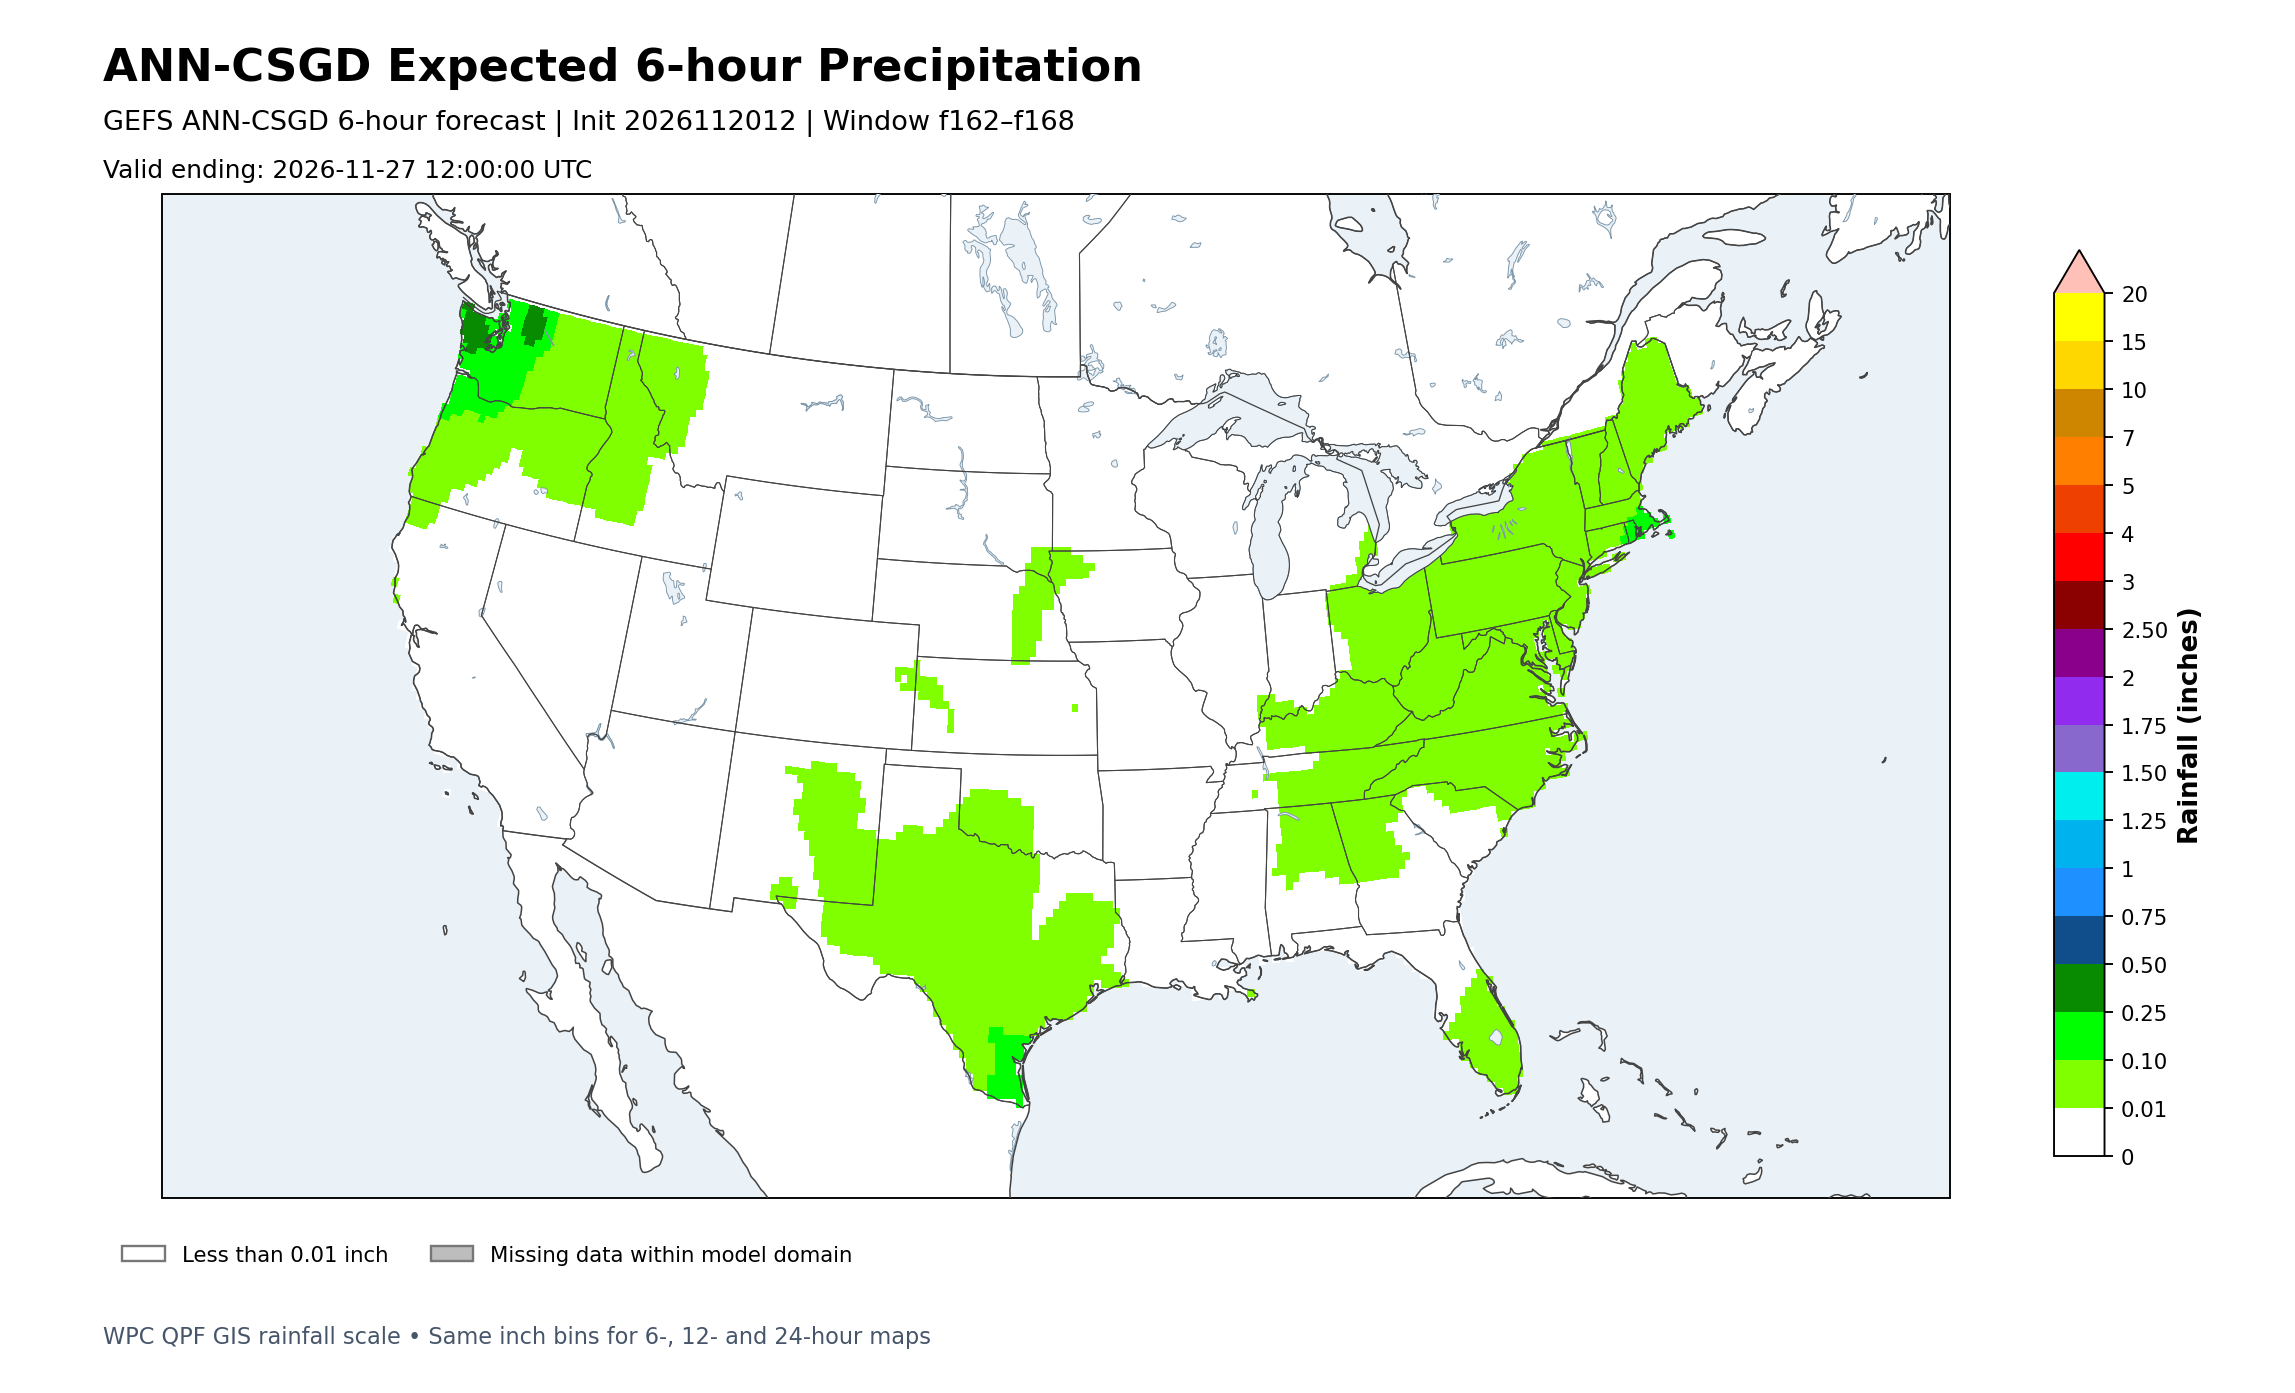 ANN-CSGD Expected 6-hour Precipitation
GEFS ANN-CSGD 6-hour forecast | Init 2026112012 | Window f162–f168
Valid ending: 2026-11-27 12:00:00 UTC
20
15
10
7
5
4
3
2.50
2
1.75
1.50
1.25
1
0.75
0.50
0.25
0.10
0.01
0
Rainfall (inches)
Less than 0.01 inch
Missing data within model domain
WPC QPF GIS rainfall scale • Same inch bins for 6-, 12- and 24-hour maps